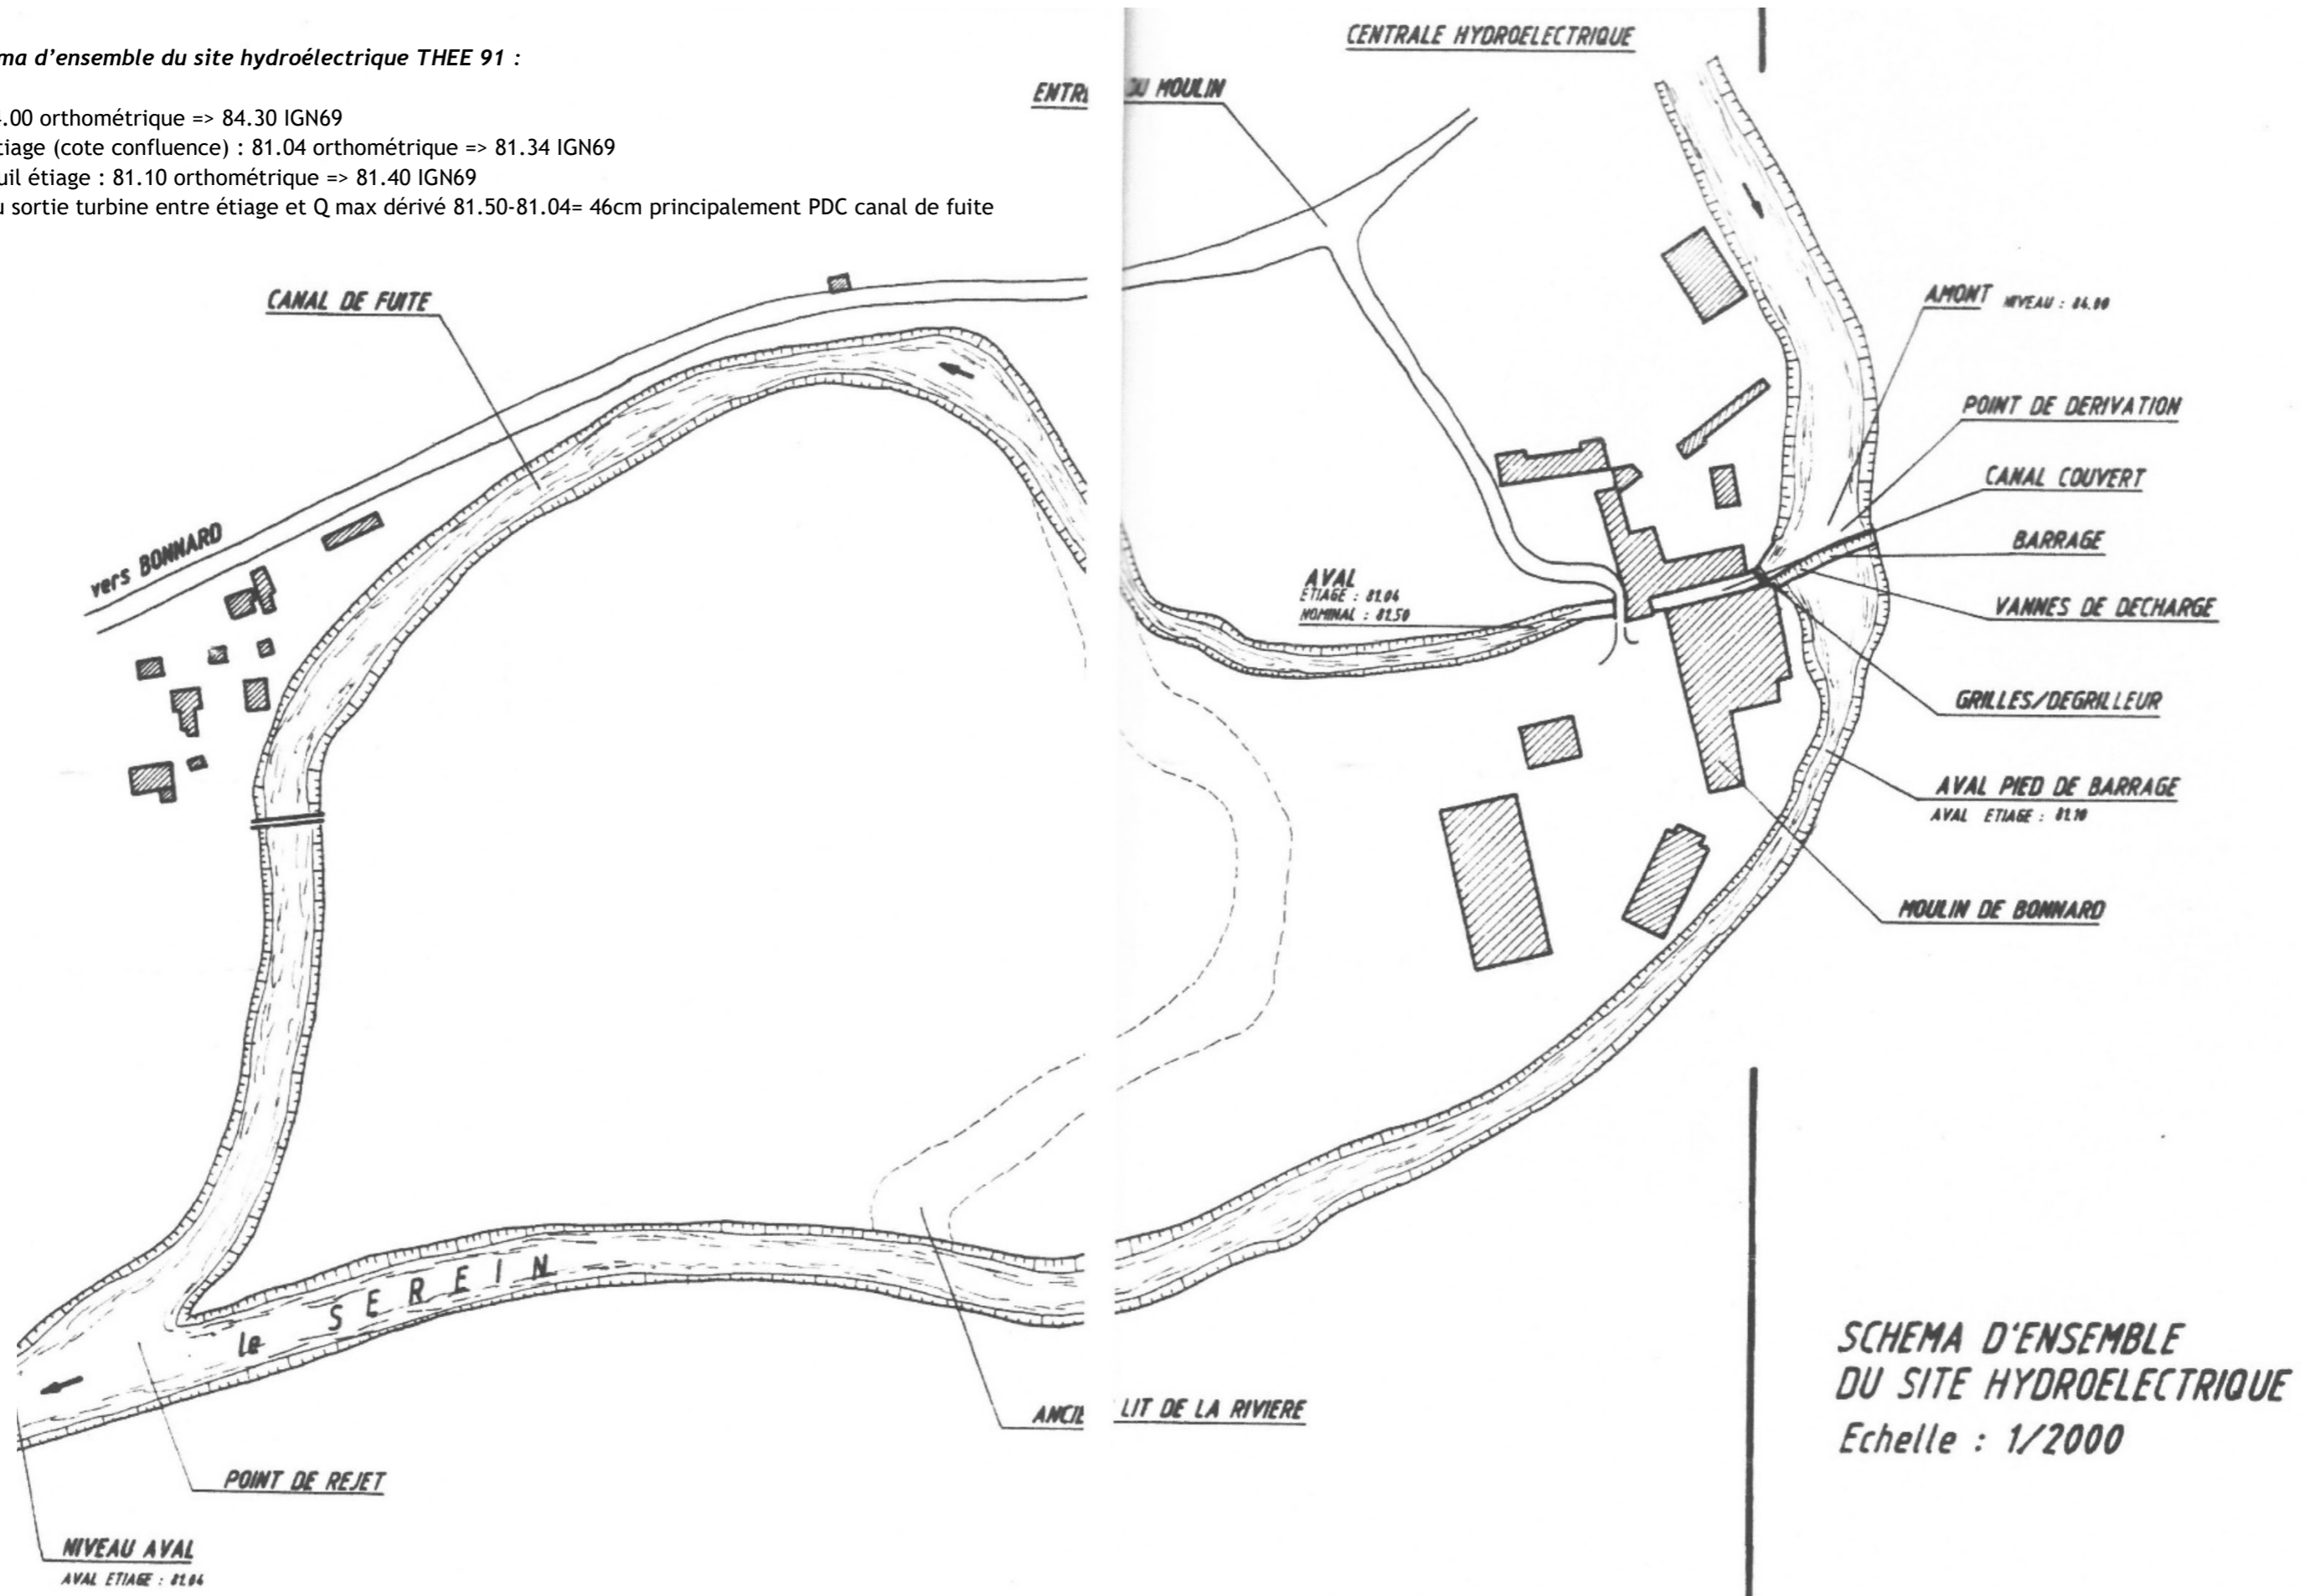 ma d'ensemble du site hydroélectrique THEE 91 :
.00 orthométrique => 84.30 IGN69
tiage (cote confluence) : 81.04 orthométrique => 81.34 IGN69
uil étiage : 81.10 orthométrique => 81.40 IGN69
u sortie turbine entre étiage et Q max dérivé 81.50-81.04= 46cm principalement PDC canal de fuite
CENTRALE HYDROELECTRIQUE
ENTRE DU MOULIN
CANAL DE FUITE
AMONT NIVEAU : 84.00
POINT DE DERIVATION
CANAL COUVERT
BARRAGE
vers BONNARD
AVAL
ETIAGE : 81.04
NOMINAL : 81.50
VANNES DE DECHARGE
GRILLES/DEGRILLEUR
AVAL PIED DE BARRAGE
AVAL ETIAGE : 81.10
MOULIN DE BONNARD
le SEREIN
ANCIE LIT DE LA RIVIERE
POINT DE REJET
NIVEAU AVAL
AVAL ETIAGE : 81.04
SCHEMA D'ENSEMBLE
DU SITE HYDROELECTRIQUE
Echelle : 1/2000